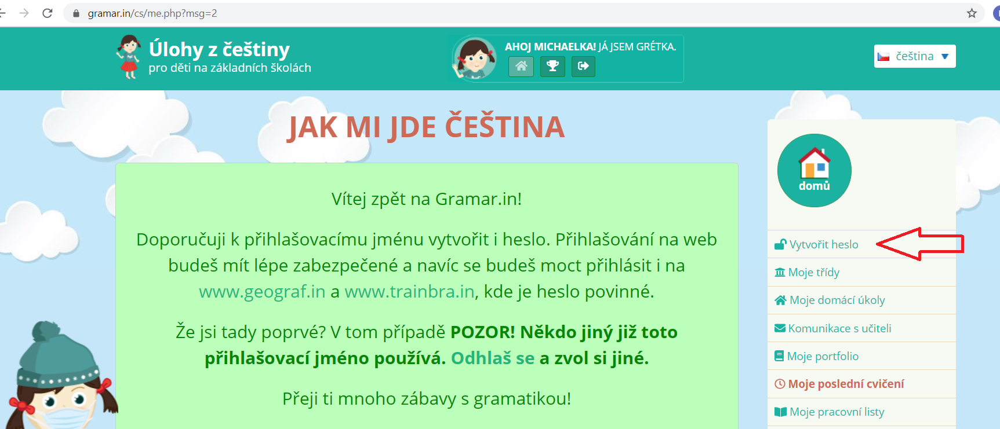 gramar.in/cs/me.php?msg=2
Úlohy z češtiny
pro děti na základních školách
AHOJ MICHAELKA! JÁ JSEM GRÉTKA.
čeština
JAK MI JDE ČEŠTINA
Vítej zpět na Gramar.in!
Doporučuji k přihlašovacímu jménu vytvořit i heslo. Přihlašování na web
budeš mít lépe zabezpečené a navíc se budeš moct přihlásit i na
www.geograf.in a www.trainbra.in, kde je heslo povinné.
Že jsi tady poprvé? V tom případě POZOR! Někdo jiný již toto
přihlašovací jméno používá. Odhlaš se a zvol si jiné.
Přeji ti mnoho zábavy s gramatikou!
domů
Vytvořit heslo
Moje třídy
Moje domácí úkoly
Komunikace s učiteli
Moje portfolio
Moje poslední cvičení
Moje pracovní listy